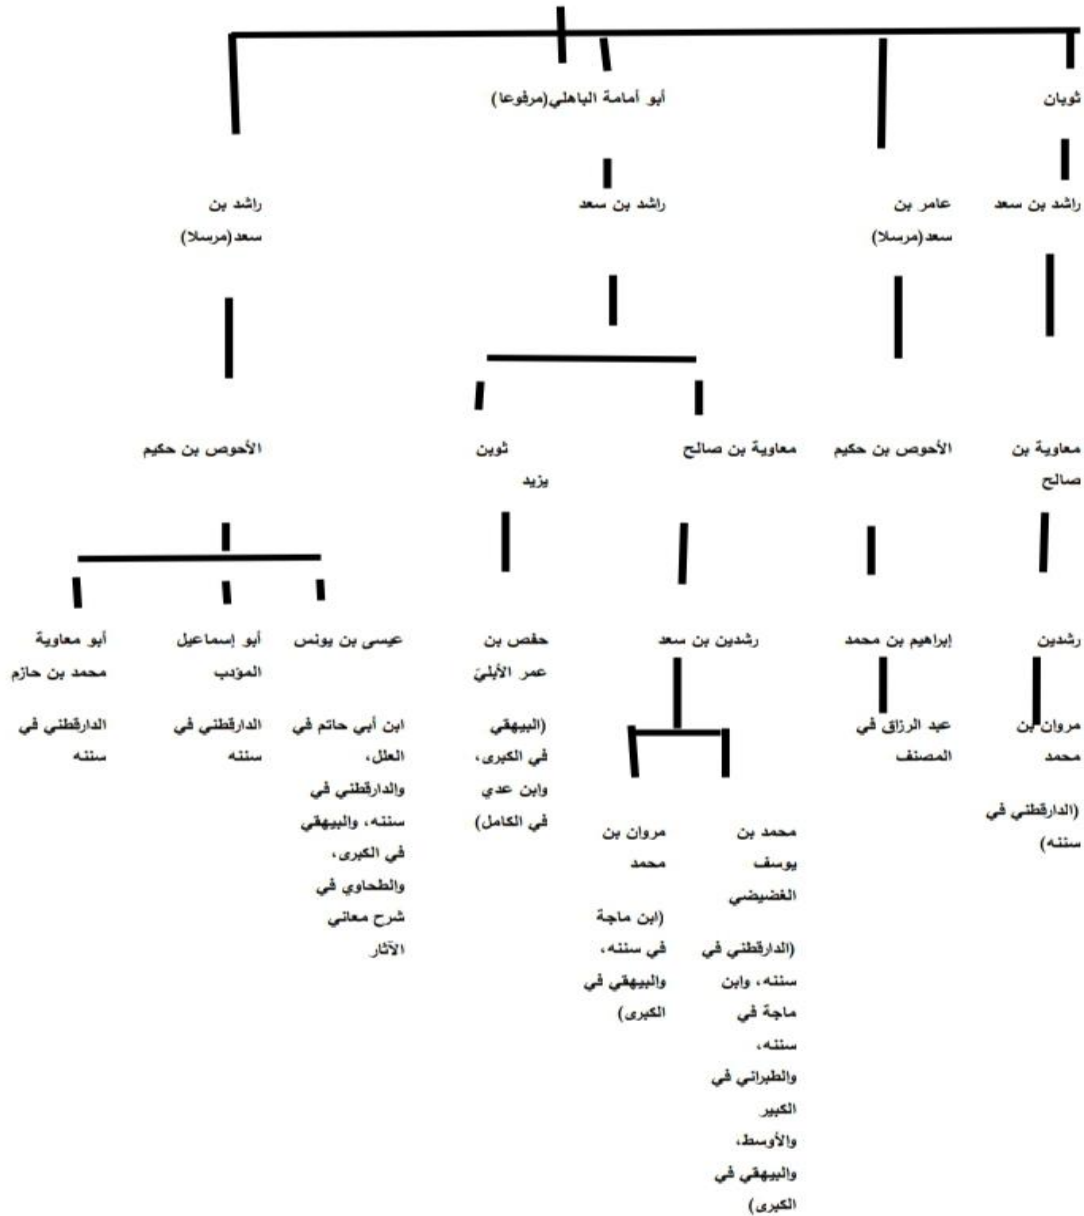 ثوبان
أبو أمامة الباهلي(مرفوعا)
راشد بن سعد
عامر بن
سعد(مرسلا)
راشد بن سعد
راشد بن
سعد(مرسلا)
معاوية بن
صالح
الأحوص بن حكيم
معاوية بن صالح
ثوبن
يزيد
الأحوص بن حكيم
رشدين
إبراهيم بن محمد
رشدين بن سعد
حفص بن
عمر الأبليّ
عيسى بن يونس
أبو إسماعيل
المؤدب
أبو معاوية
محمد بن حازم
مروان بن
محمد
(الدارقطني في
سننه)
عبد الرزاق في
المصنف
(البيهقي
في الكبرى،
وابن عدي
في الكامل)
ابن أبي حاتم في
العلل،
والدارقطني في
سننه، والبيهقي
في الكبرى،
والطحاوي في
شرح معاني
الآثار
الدارقطني في
سننه
الدارقطني في
سننه
محمد بن
يوسف
الغضيضي
(الدارقطني في
سننه، وابن
ماجة في
سننه،
والطبراني في
الكبير
والأوسط،
والبيهقي في
الكبرى)
مروان بن
محمد
(ابن ماجة
في سننه،
والبيهقي في
الكبرى)